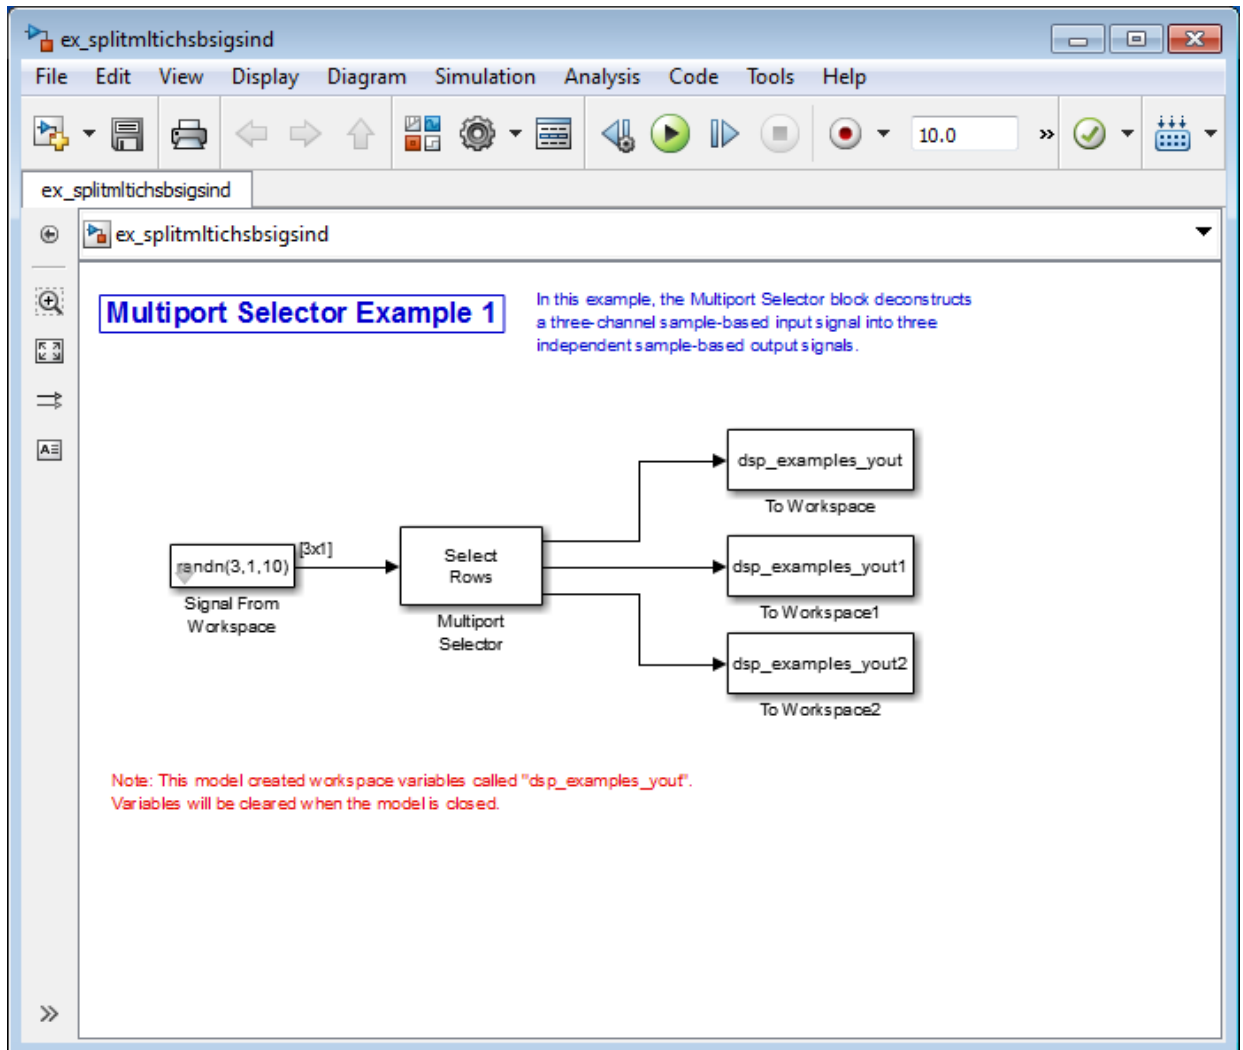 ex_splitmltichsbsigsind
File Edit View Display Diagram Simulation Analysis Code Tools Help
10.0
ex_splitmltichsbsigsind
ex_splitmltichsbsigsind
Multiport Selector Example 1
In this example, the Multiport Selector block deconstructs
a three-channel sample-based input signal into three
independent sample-based output signals.
dsp_examples_yout
To Workspace
randn(3,1,10)
[3x1]
Signal From
Workspace
Select
Rows
Multiport
Selector
dsp_examples_yout1
To Workspace1
dsp_examples_yout2
To Workspace2
Note: This model created workspace variables called "dsp_examples_yout".
Variables will be cleared when the model is closed.